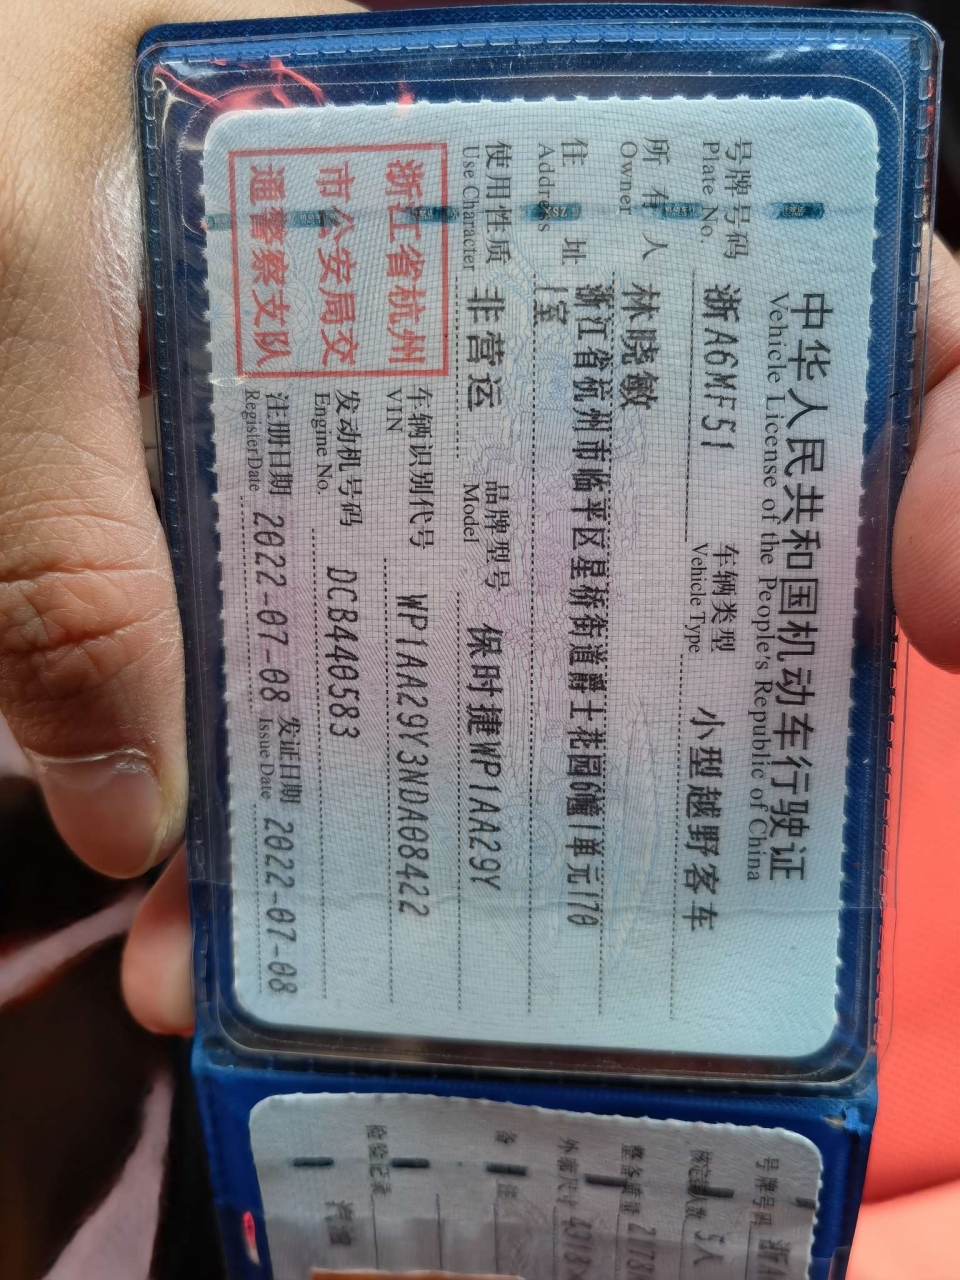 中华人民共和国机动车行驶证
Vehicle License of the People's Republic of China
号牌号码 浙A6MF51 车辆类型 小型越野客车
Plate No. Vehicle Type
所有人 林晓敏
Owner
住址 浙江省杭州市临平区星桥街道爵士花园6幢1单元170
Address 1室
使用性质 非营运 品牌型号 保时捷WP1AA29Y
Use Character Model
浙江省杭州
市公安局交
通警察支队
车辆识别代号 WP1AA29Y3NDA08422
VIN
发动机号码 DCB440583
Engine No.
注册日期 2022-07-08 发证日期 2022-07-08
Register Date Issue Date
号牌号码 浙
核定载人数 5人
整备质量 2173
外廓尺寸 4918
备注
检验记录